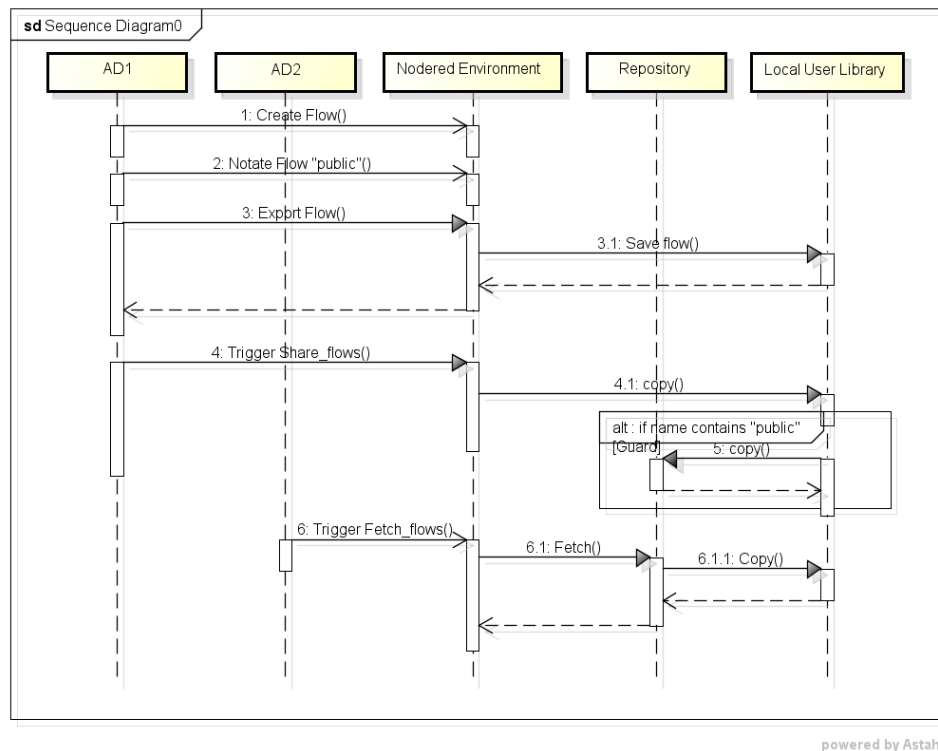 sd Sequence Diagram0
AD1
AD2
Nodered Environment
Repository
Local User Library
1: Create Flow()
2: Notate Flow "public"()
3: Export Flow()
3.1: Save flow()
4: Trigger Share_flows()
4.1: copy()
alt : if name contains "public"
[Guard]
5: copy()
6: Trigger Fetch_flows()
6.1: Fetch()
6.1.1: Copy()
powered by Astah